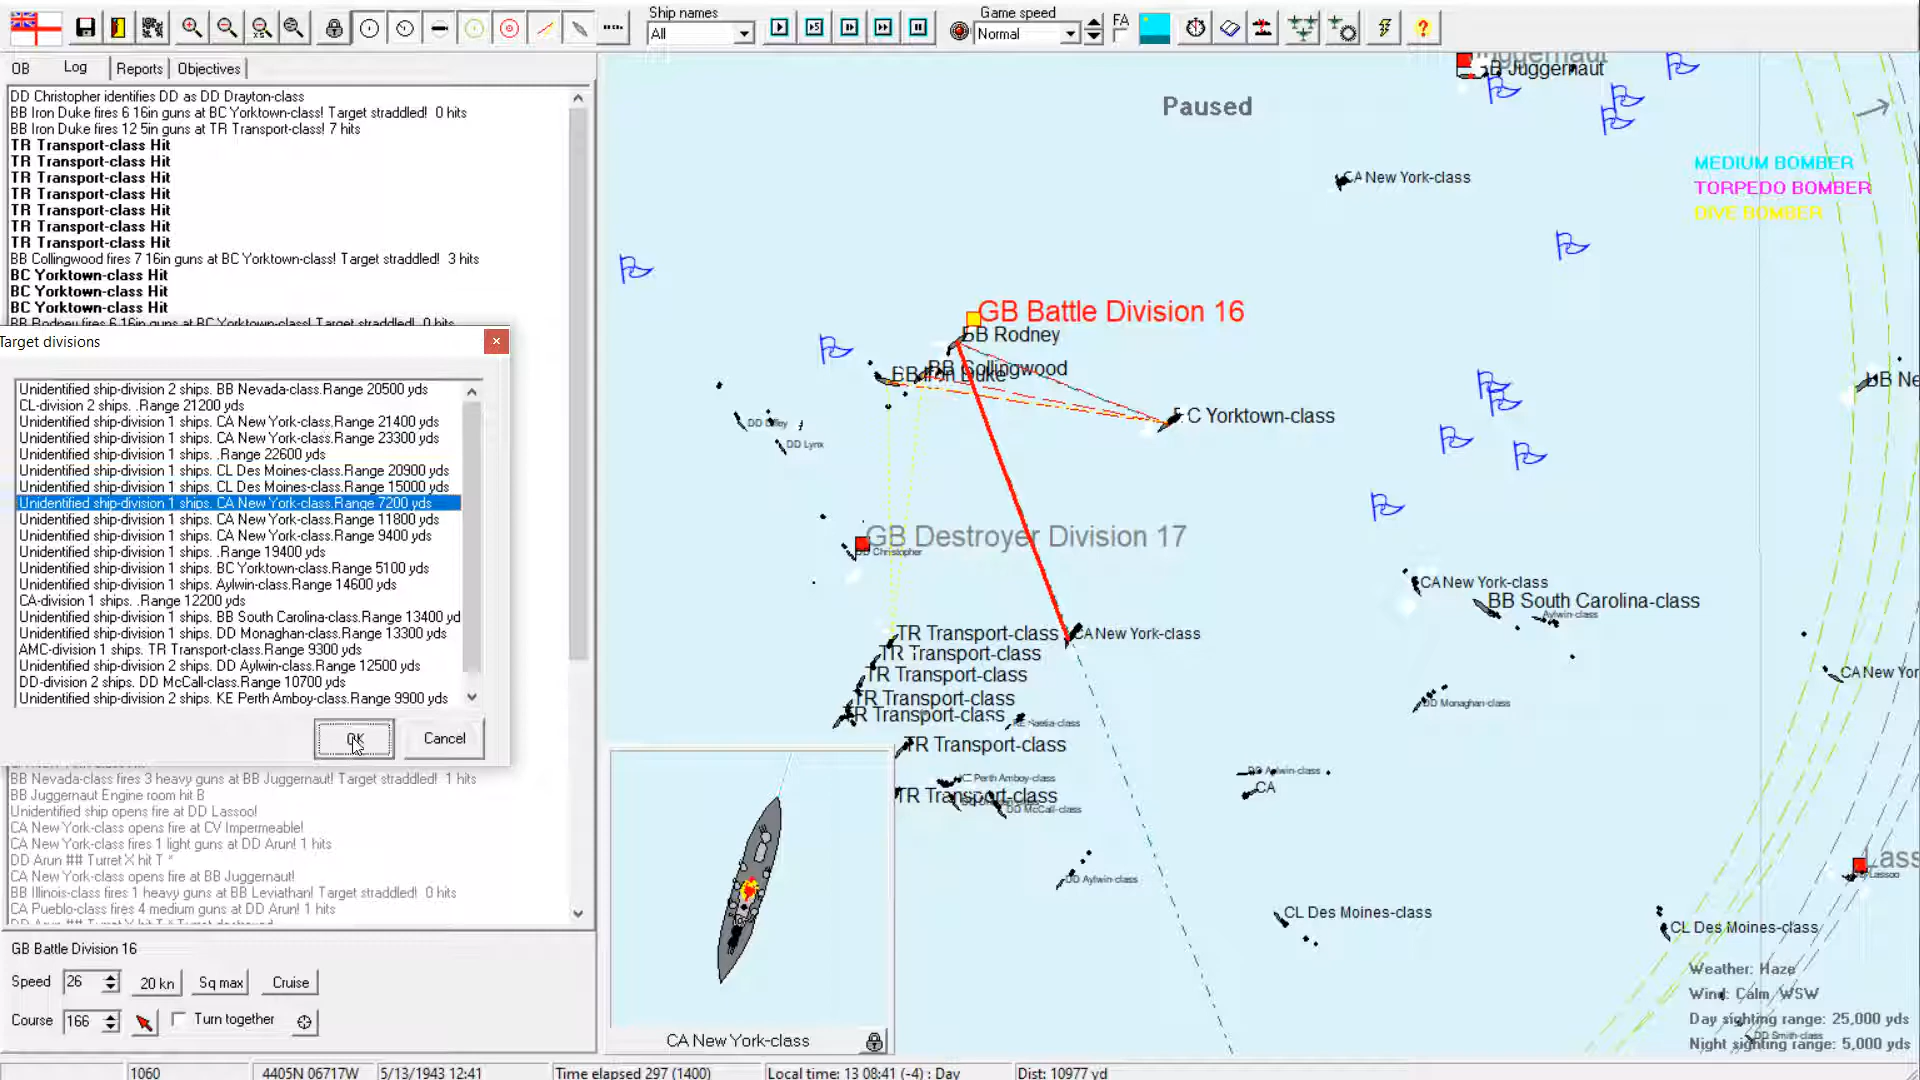 Ship names
All
Game speed
Normal
FA
OB
Log
Reports
Objectives
DD Christopher identifies DD as DD Drayton-class
BB Iron Duke fires 6 16in guns at BC Yorktown-class! Target straddled!  0 hits
BB Iron Duke fires 12 5in guns at TR Transport-class! 7 hits
TR Transport-class Hit
TR Transport-class Hit
TR Transport-class Hit
TR Transport-class Hit
TR Transport-class Hit
TR Transport-class Hit
TR Transport-class Hit
BB Collingwood fires 7 16in guns at BC Yorktown-class! Target straddled!  3 hits
BC Yorktown-class Hit
BC Yorktown-class Hit
BC Yorktown-class Hit
BB Rodney fires 6 16in guns at BC Yorktown-class! Target straddled!  0 hits
Target divisions
Unidentified ship-division 2 ships. BB Nevada-class.Range 20500 yds
CL-division 2 ships. .Range 21200 yds
Unidentified ship-division 1 ships. CA New York-class.Range 21400 yds
Unidentified ship-division 1 ships. CA New York-class.Range 23300 yds
Unidentified ship-division 1 ships. .Range 22600 yds
Unidentified ship-division 1 ships. CL Des Moines-class.Range 20900 yds
Unidentified ship-division 1 ships. CL Des Moines-class.Range 15000 yds
Unidentified ship-division 1 ships. CA New York-class.Range 7200 yds
Unidentified ship-division 1 ships. CA New York-class.Range 11800 yds
Unidentified ship-division 1 ships. CA New York-class.Range 9400 yds
Unidentified ship-division 1 ships. .Range 19400 yds
Unidentified ship-division 1 ships. BC Yorktown-class.Range 5100 yds
Unidentified ship-division 1 ships. Aylwin-class.Range 14600 yds
CA-division 1 ships. .Range 12200 yds
Unidentified ship-division 1 ships. BB South Carolina-class.Range 13400 yd
Unidentified ship-division 1 ships. DD Monaghan-class.Range 13300 yds
AMC-division 1 ships. TR Transport-class.Range 9300 yds
Unidentified ship-division 2 ships. DD Aylwin-class.Range 12500 yds
DD-division 2 ships. DD McCall-class.Range 10700 yds
Unidentified ship-division 2 ships. KE Perth Amboy-class.Range 9900 yds
OK
Cancel
BB Nevada-class fires 3 heavy guns at BB Juggernaut! Target straddled!  1 hits
BB Juggernaut Engine room hit B
Unidentified ship opens fire at DD Lassoo!
CA New York-class opens fire at CV Impermeable!
CA New York-class fires 1 light guns at DD Arun! 1 hits
DD Arun ## Turret X hit T *
CA New York-class opens fire at BB Juggernaut!
BB Illinois-class fires 1 heavy guns at BB Leviathan! Target straddled!  0 hits
CA Pueblo-class fires 4 medium guns at DD Arun! 1 hits
GB Battle Division 16
Speed
26
20 kn
Sq max
Cruise
Course
166
Turn together
Juggernaut
BB Juggernaut
Paused
MEDIUM BOMBER
TORPEDO BOMBER
DIVE BOMBER
CA New York-class
GB Battle Division 16
BB Rodney
BB Collingwood
BB Iron Duke
BB Ne
C Yorktown-class
DD Lynx
GB Destroyer Division 17
DD Christopher
CA New York-class
BB South Carolina-class
Aylwin-class
TR Transport-class
CA New York-class
TR Transport-class
TR Transport-class
CA New Yor
TR Transport-class
TR Transport-class
DD Monaghan-class
TR Transport-class
DD Aylwin-class
Perth Amboy-class
CA
TR Transport-class
DD McCall-class
Lass
Lassoo
DD Aylwin-class
CL Des Moines-class
CL Des Moines-class
Weather: Haze
Wind: Calm, WSW
Day sighting range: 25,000 yds
DD Smith-class
Night sighting range: 5,000 yds
CA New York-class
1060
4405N 06717W
5/13/1943 12:41
Time elapsed 297 (1400)
Local time: 13 08:41 (-4) : Day
Dist: 10977 yd